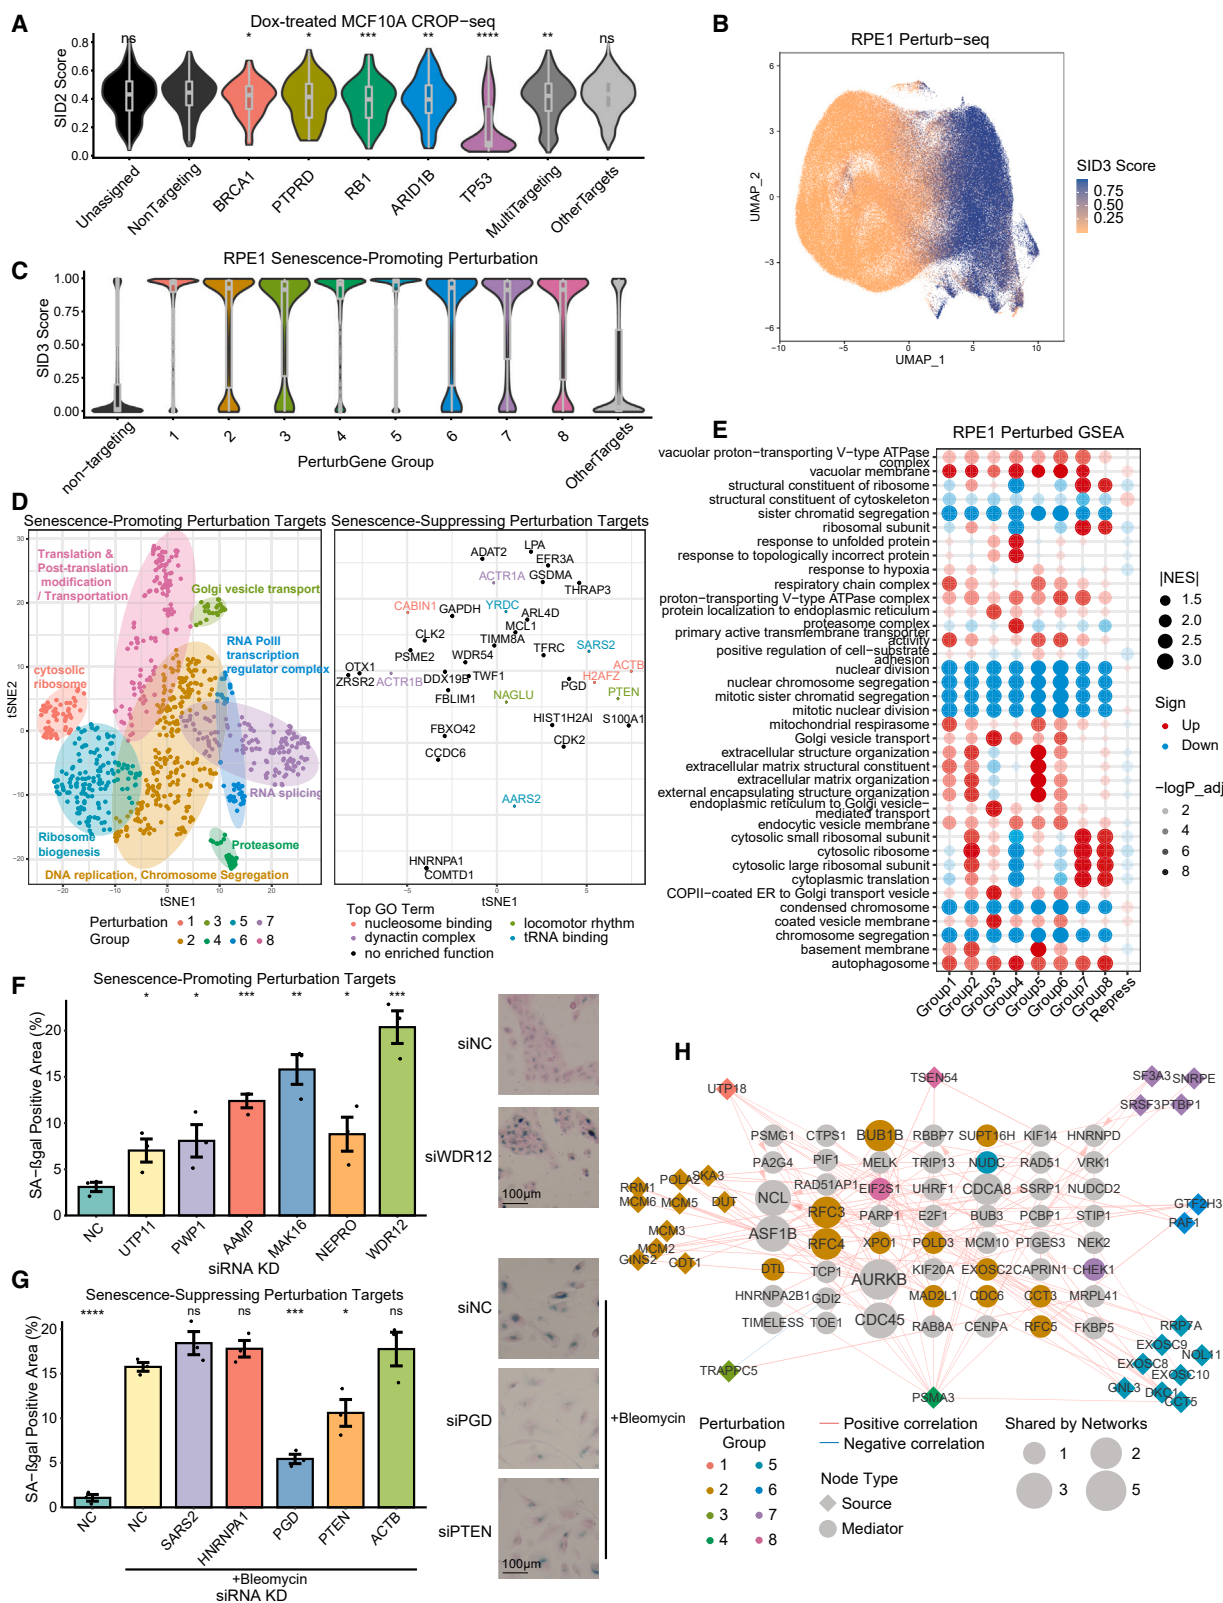 A
Dox-treated MCF10A CROP-seq
SID2 Score
0.8
0.6
0.4
0.2
0.0
ns
*
*
***
**
****
**
ns
Unassigned
NonTargeting
BRCA1
PTPRD
RB1
ARID1B
TP53
MultiTargeting
OtherTargets
B
RPE1 Perturb-seq
UMAP_2
6
3
0
−3
−6
−10
−5
0
5
10
UMAP_1
SID3 Score
0.75
0.50
0.25
C
RPE1 Senescence-Promoting Perturbation
SID3 Score
1.00
0.75
0.50
0.25
0.00
non-targeting
1
2
3
4
5
6
7
8
OtherTargets
PerturbGene Group
D
Senescence-Promoting Perturbation Targets
tSNE2
30
20
10
0
−10
−20
Translation &
Post-translation
modification
/ Transportation
Golgi vesicle transport
RNA PolII
transcription
regulator complex
cytosolic
ribosome
RNA splicing
Ribosome
biogenesis
Proteasome
DNA replication, Chromosome Segregation
−20
−10
0
10
20
tSNE1
Perturbation
Group
1
2
3
4
5
6
7
8
Senescence-Suppressing Perturbation Targets
LPA
ADAT2
EFR3A
ACTR1A
GSDMA
THRAP3
CABIN1
GAPDH
YRDC
ARL4D
MCL1
CLK2
TIMM8A
PSME2
WDR54
TFRC
SARS2
OTX1
ACTB
ZRSR2
ACTR1B
DDX19B
TWF1
PGD
H2AFZ
FBLIM1
NAGLU
PTEN
HIST1H2AI
S100A1
FBXO42
CDK2
CCDC6
AARS2
HNRNPA1
COMTD1
−5
0
5
tSNE1
Top GO Term
nucleosome binding
dynactin complex
no enriched function
locomotor rhythm
tRNA binding
E
RPE1 Perturbed GSEA
vacuolar proton-transporting V-type ATPase
complex
vacuolar membrane
structural constituent of ribosome
structural constituent of cytoskeleton
sister chromatid segregation
ribosomal subunit
response to unfolded protein
response to topologically incorrect protein
response to hypoxia
respiratory chain complex
proton-transporting V-type ATPase complex
protein localization to endoplasmic reticulum
proteasome complex
primary active transmembrane transporter
activity
positive regulation of cell-substrate
adhesion
nuclear division
nuclear chromosome segregation
mitotic sister chromatid segregation
mitotic nuclear division
mitochondrial respirasome
Golgi vesicle transport
extracellular structure organization
extracellular matrix structural constituent
extracellular matrix organization
external encapsulating structure organization
endoplasmic reticulum to Golgi vesicle−
mediated transport
endocytic vesicle membrane
cytosolic small ribosomal subunit
cytosolic ribosome
cytosolic large ribosomal subunit
cytoplasmic translation
COPII-coated ER to Golgi transport vesicle
condensed chromosome
coated vesicle membrane
chromosome segregation
basement membrane
autophagosome
Group1
Group2
Group3
Group4
Group5
Group6
Group7
Group8
Repress
|NES|
1.5
2.0
2.5
3.0
Sign
Up
Down
−logP_adj
2
4
6
8
F
Senescence-Promoting Perturbation Targets
SA−ßgal Positive Area (%)
20
15
10
5
0
*
*
***
**
*
***
NC
UTP11
PWP1
AAMP
MAK16
NEPRO
WDR12
siRNA KD
siNC
siWDR12
100µm
G
Senescence-Suppressing Perturbation Targets
SA−ßgal Positive Area (%)
20
15
10
5
0
****
ns
ns
***
*
ns
NC
NC
SARS2
HNRNPA1
PGD
PTEN
ACTB
+Bleomycin
siRNA KD
siNC
siPGD
siPTEN
100µm
+Bleomycin
H
UTP18
TSEN54
SF3A3
SNRPE
SRSF3
PTBP1
PSMG1
CTPS1
BUB1B
RBBP7
SUPT16H
KIF14
HNRNPD
PA2G4
PIF1
MELK
TRIP13
NUDC
RAD51
VRK1
SKA3
POLA2
RRM1
MCM6
MCM5
DUT
NCL
RAD51AP1
EIF2S1
UHRF1
CDCA8
SSRP1
NUDCD2
RFC3
PARP1
E2F1
BUB3
PCBP1
STIP1
GTF2H3
PAF1
MCM3
MCM2
GINS2
CDT1
ASF1B
RFC4
XPO1
POLD3
MCM10
PTGES3
NEK2
DTL
TCP1
AURKB
KIF20A
EXOSC2
CAPRIN1
CHEK1
HNRNPA2B1
GDI2
MAD2L1
CDC6
CCT3
MRPL41
TIMELESS
TOE1
CDC45
RAB8A
CENPA
RFC5
FKBP5
RRP7A
EXOSC9
NOL11
EXOSC8
EXOSC10
GNL3
DKC1
CCT5
TRAPPC5
PSMA3
Perturbation
Group
1
2
3
4
5
6
7
8
Positive correlation
Negative correlation
Node Type
Source
Mediator
Shared by Networks
1
2
3
5